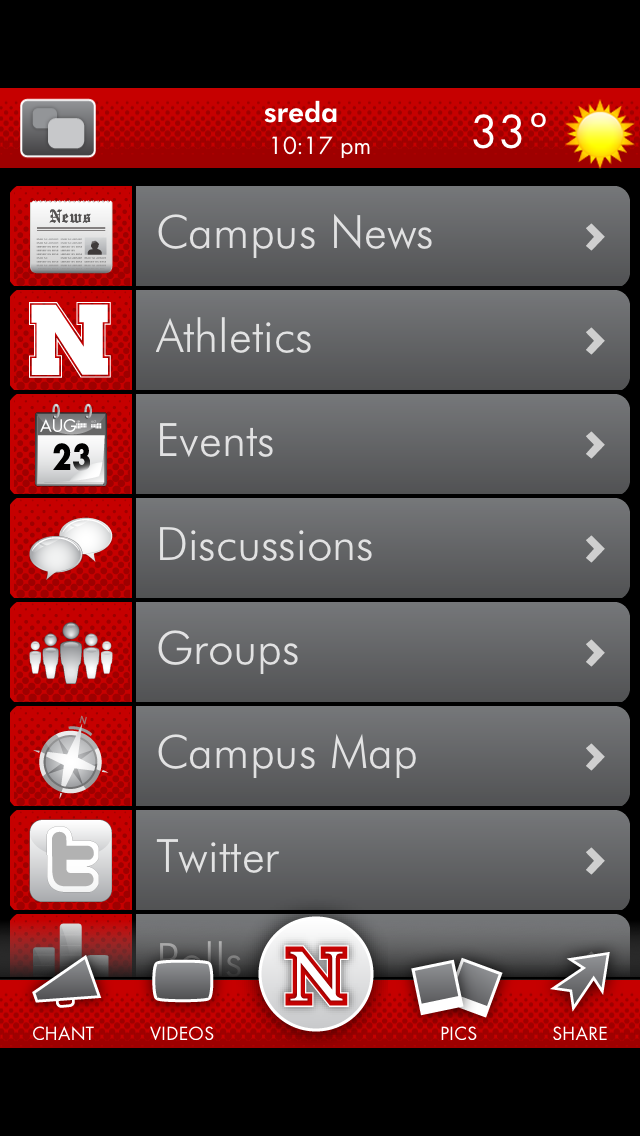 sreda
10:17 pm
33°
News
Campus News
N
Athletics
AUG
23
Events
Discussions
Groups
N
Campus Map
t
Twitter
Polls
N
CHANT
VIDEOS
PICS
SHARE